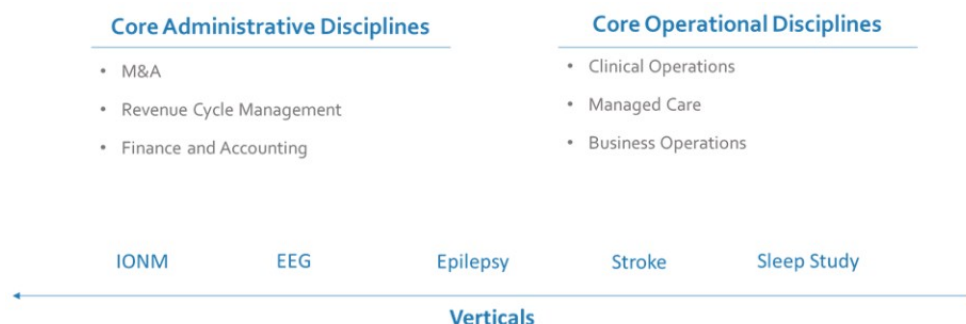 Core Administrative Disciplines
• M&A
• Revenue Cycle Management
• Finance and Accounting
Core Operational Disciplines
• Clinical Operations
• Managed Care
• Business Operations
IONM EEG Epilepsy Stroke Sleep Study
Verticals